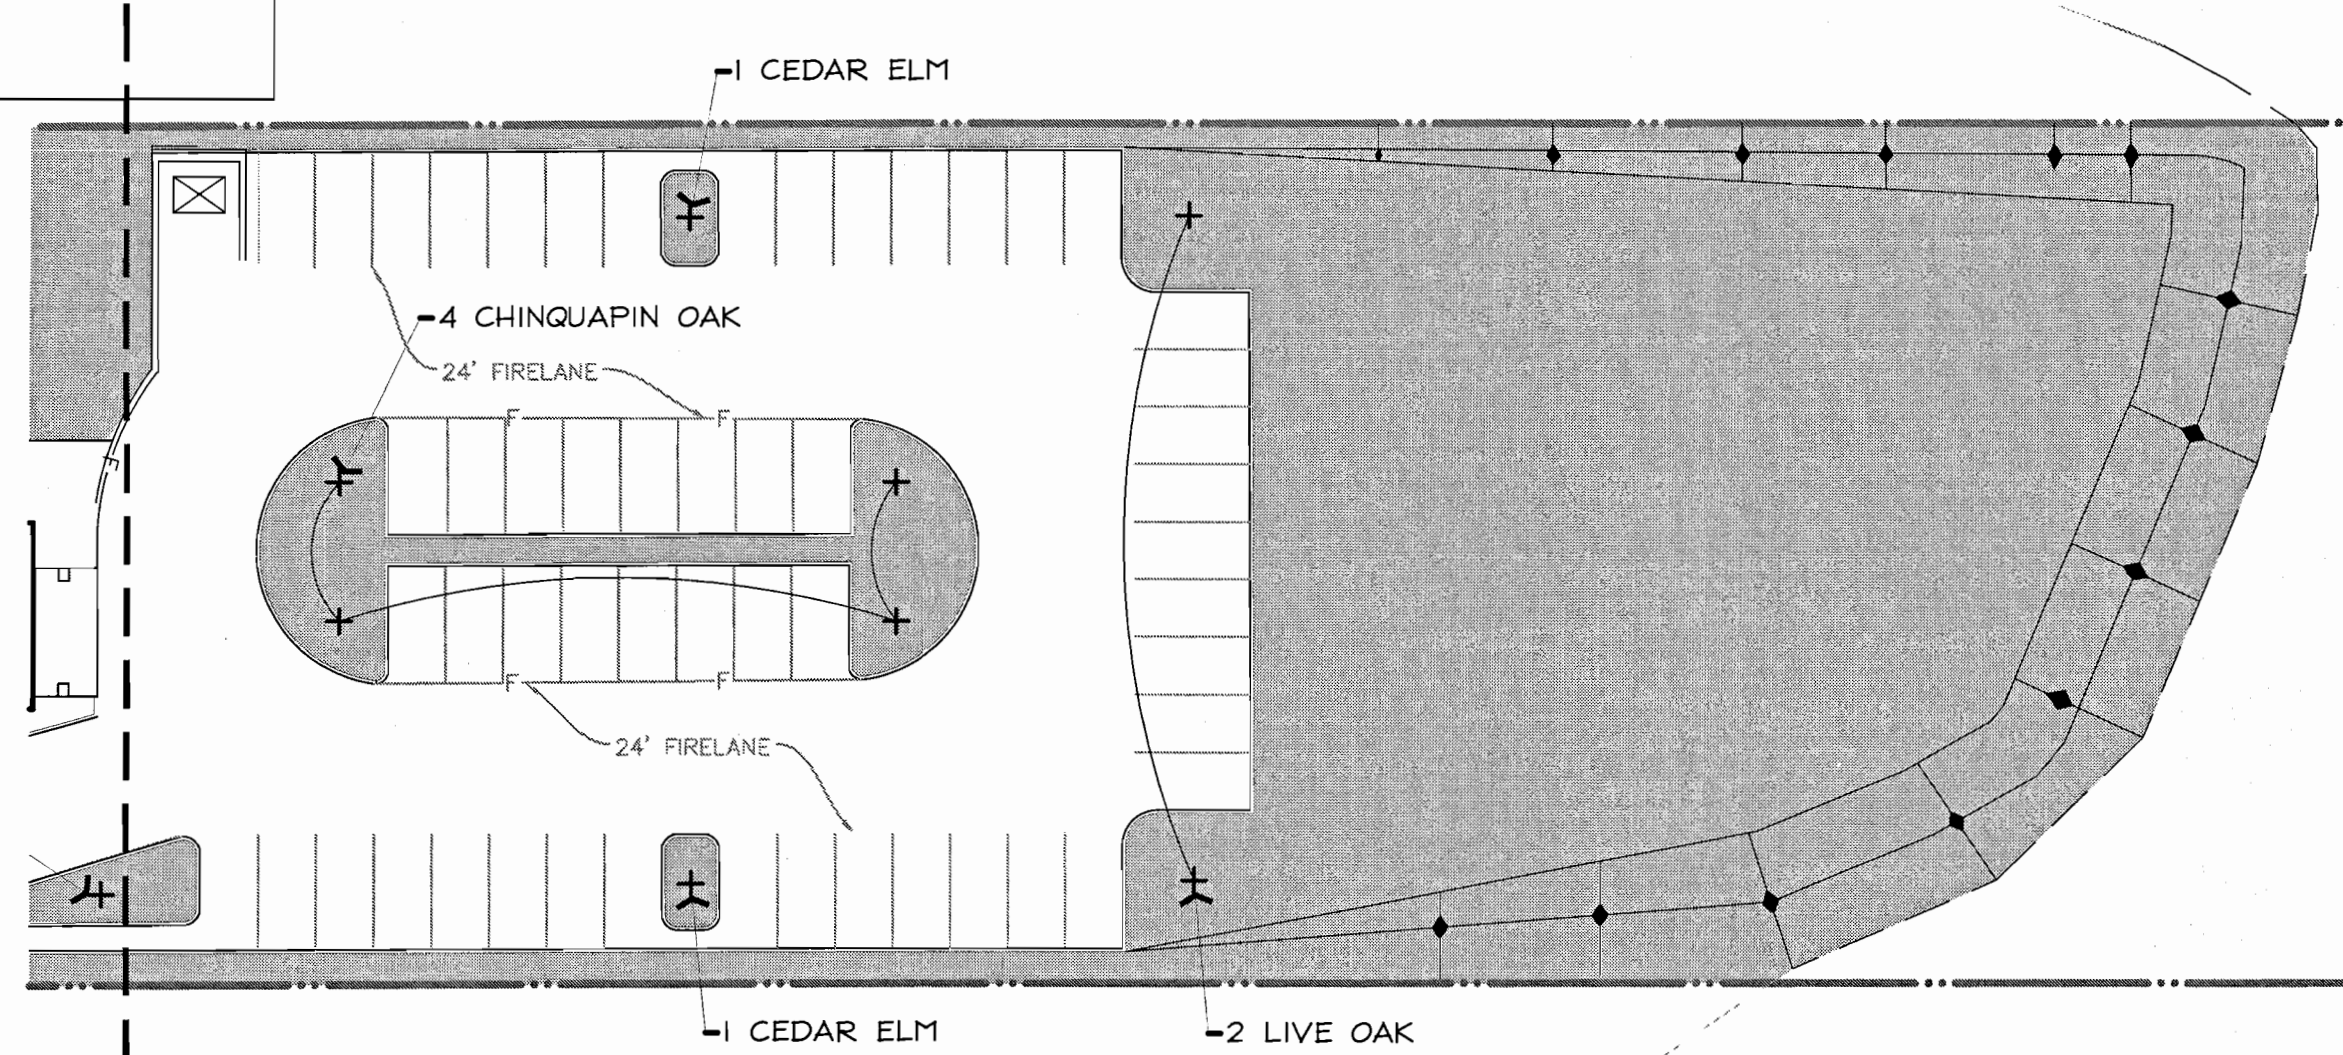 1 CEDAR ELM
4 CHINQUAPIN OAK
24' FIRELANE
F F
F
F F
24' FIRELANE
1 CEDAR ELM
2 LIVE OAK